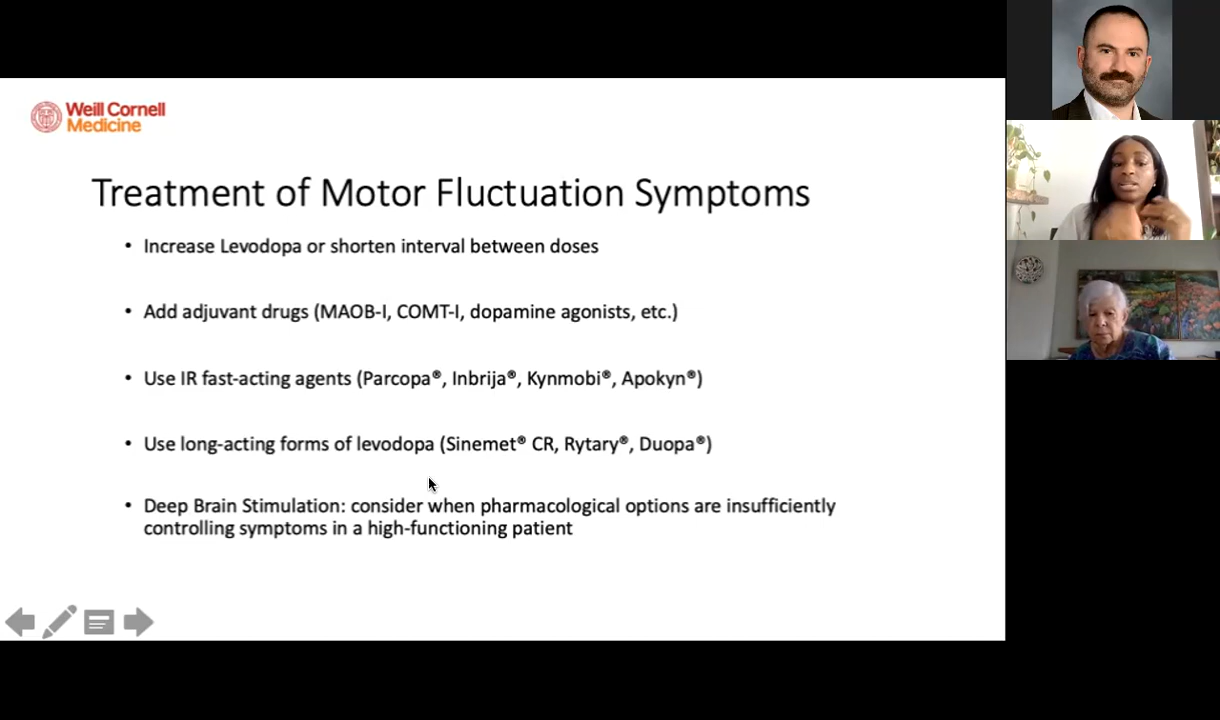 Weill Cornell
Medicine
Treatment of Motor Fluctuation Symptoms
• Increase Levodopa or shorten interval between doses
• Add adjuvant drugs (MAOB-I, COMT-I, dopamine agonists, etc.)
• Use IR fast-acting agents (Parcopa®, Inbrija®, Kynmobi®, Apokyn®)
• Use long-acting forms of levodopa (Sinemet® CR, Rytary®, Duopa®)
• Deep Brain Stimulation: consider when pharmacological options are insufficiently
controlling symptoms in a high-functioning patient